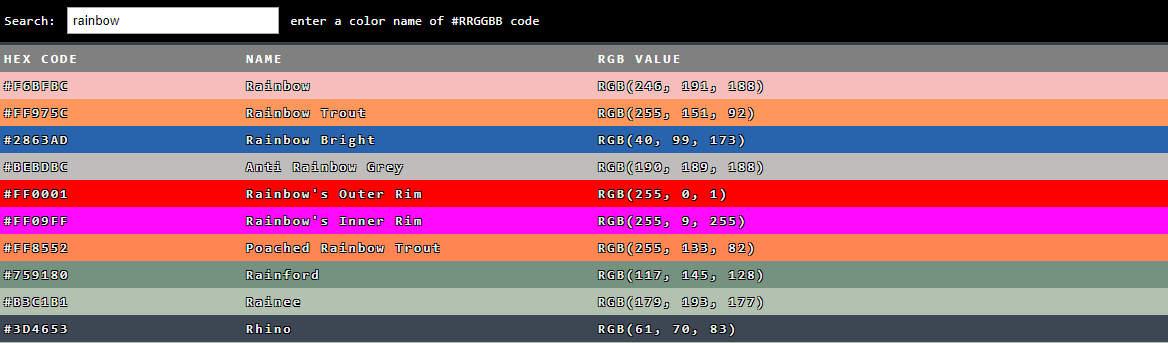 Search: rainbow enter a color name of #RRGGBB code
HEX CODE NAME RGB VALUE
#F6BFBC Rainbow RGB(246, 191, 188)
#FF975C Rainbow Trout RGB(255, 151, 92)
#2863AD Rainbow Bright RGB(40, 99, 173)
#BEBDBC Anti Rainbow Grey RGB(190, 189, 188)
#FF0001 Rainbow's Outer Rim RGB(255, 0, 1)
#FF09FF Rainbow's Inner Rim RGB(255, 9, 255)
#FF8552 Poached Rainbow Trout RGB(255, 133, 82)
#759180 Rainford RGB(117, 145, 128)
#B3C1B1 Rainee RGB(179, 193, 177)
#3D4653 Rhino RGB(61, 70, 83)